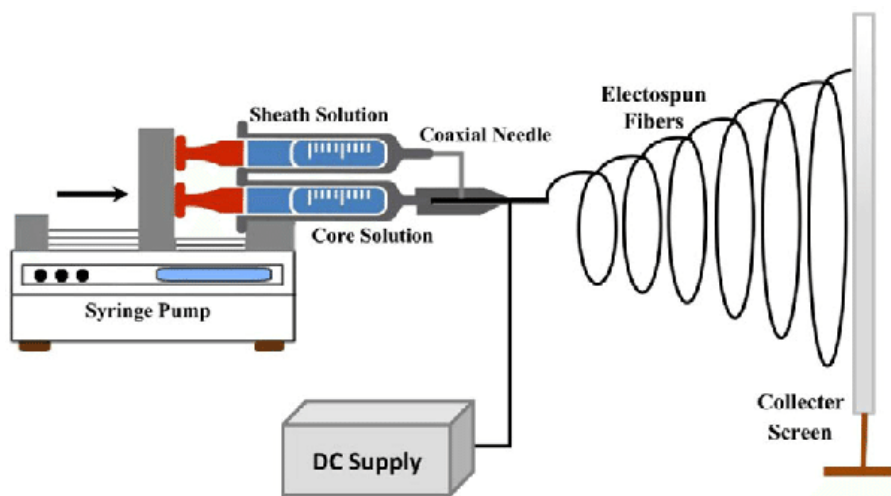 Sheath Solution
Coaxial Needle
Electospun
Fibers
Core Solution
Syringe Pump
DC Supply
Collecter
Screen